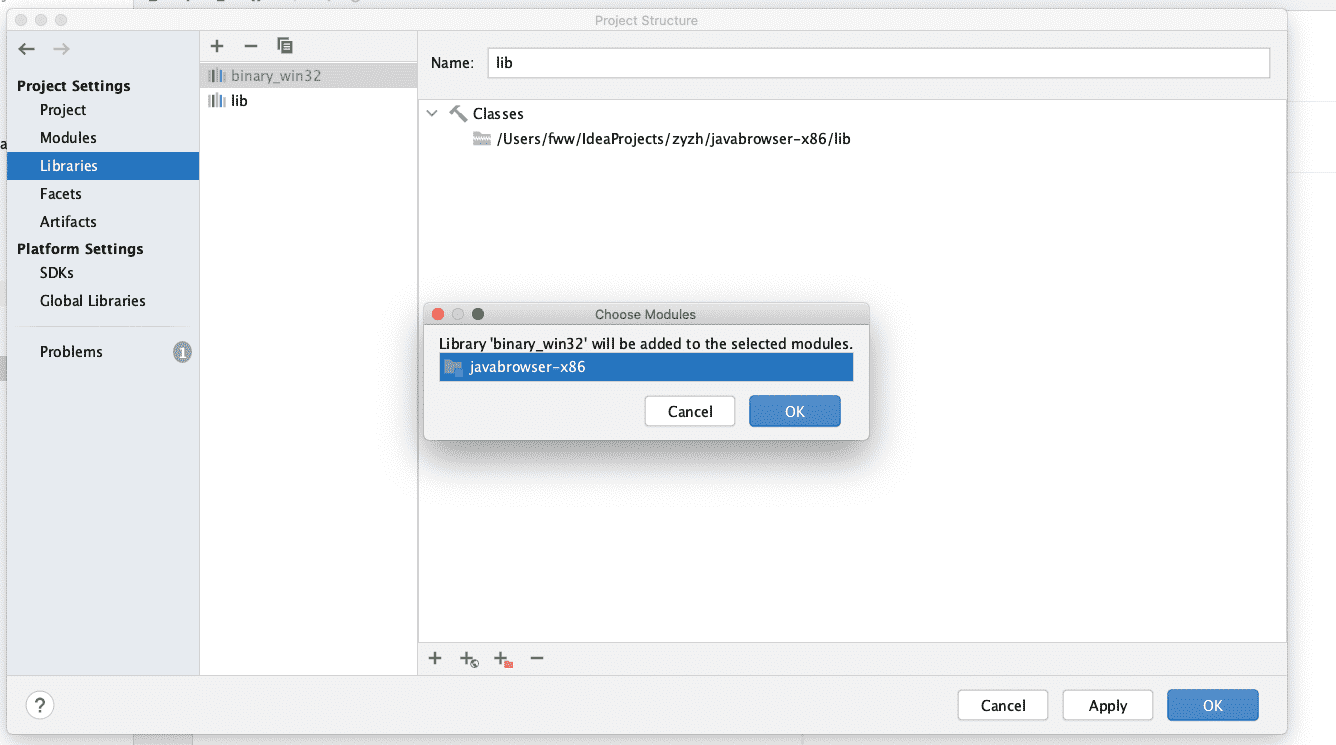 Project Structure
Project Settings
Project
Modules
Libraries
Facets
Artifacts
Platform Settings
SDKs
Global Libraries
Problems
1
binary_win32
lib
Name:
lib
Classes
/Users/fww/IdeaProjects/zyzh/javabrowser-x86/lib
Choose Modules
Library 'binary_win32' will be added to the selected modules.
javabrowser-x86
Cancel
OK
?
Cancel
Apply
OK